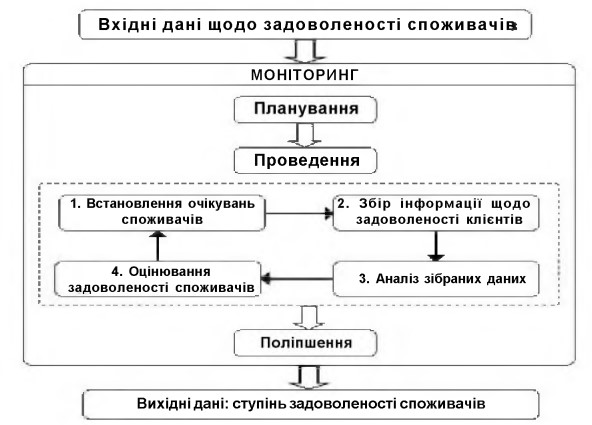 Вхідні дані щодо задоволеності споживачів
МОНІТОРИНГ
Планування
Проведення
1. Встановлення очікувань
споживачів
2. Збір інформації щодо
задоволеності клієнтів
4. Оцінювання
задоволеності споживачів
3. Аналіз зібраних даних
Поліпшення
Вихідні дані: ступінь задоволеності споживачів